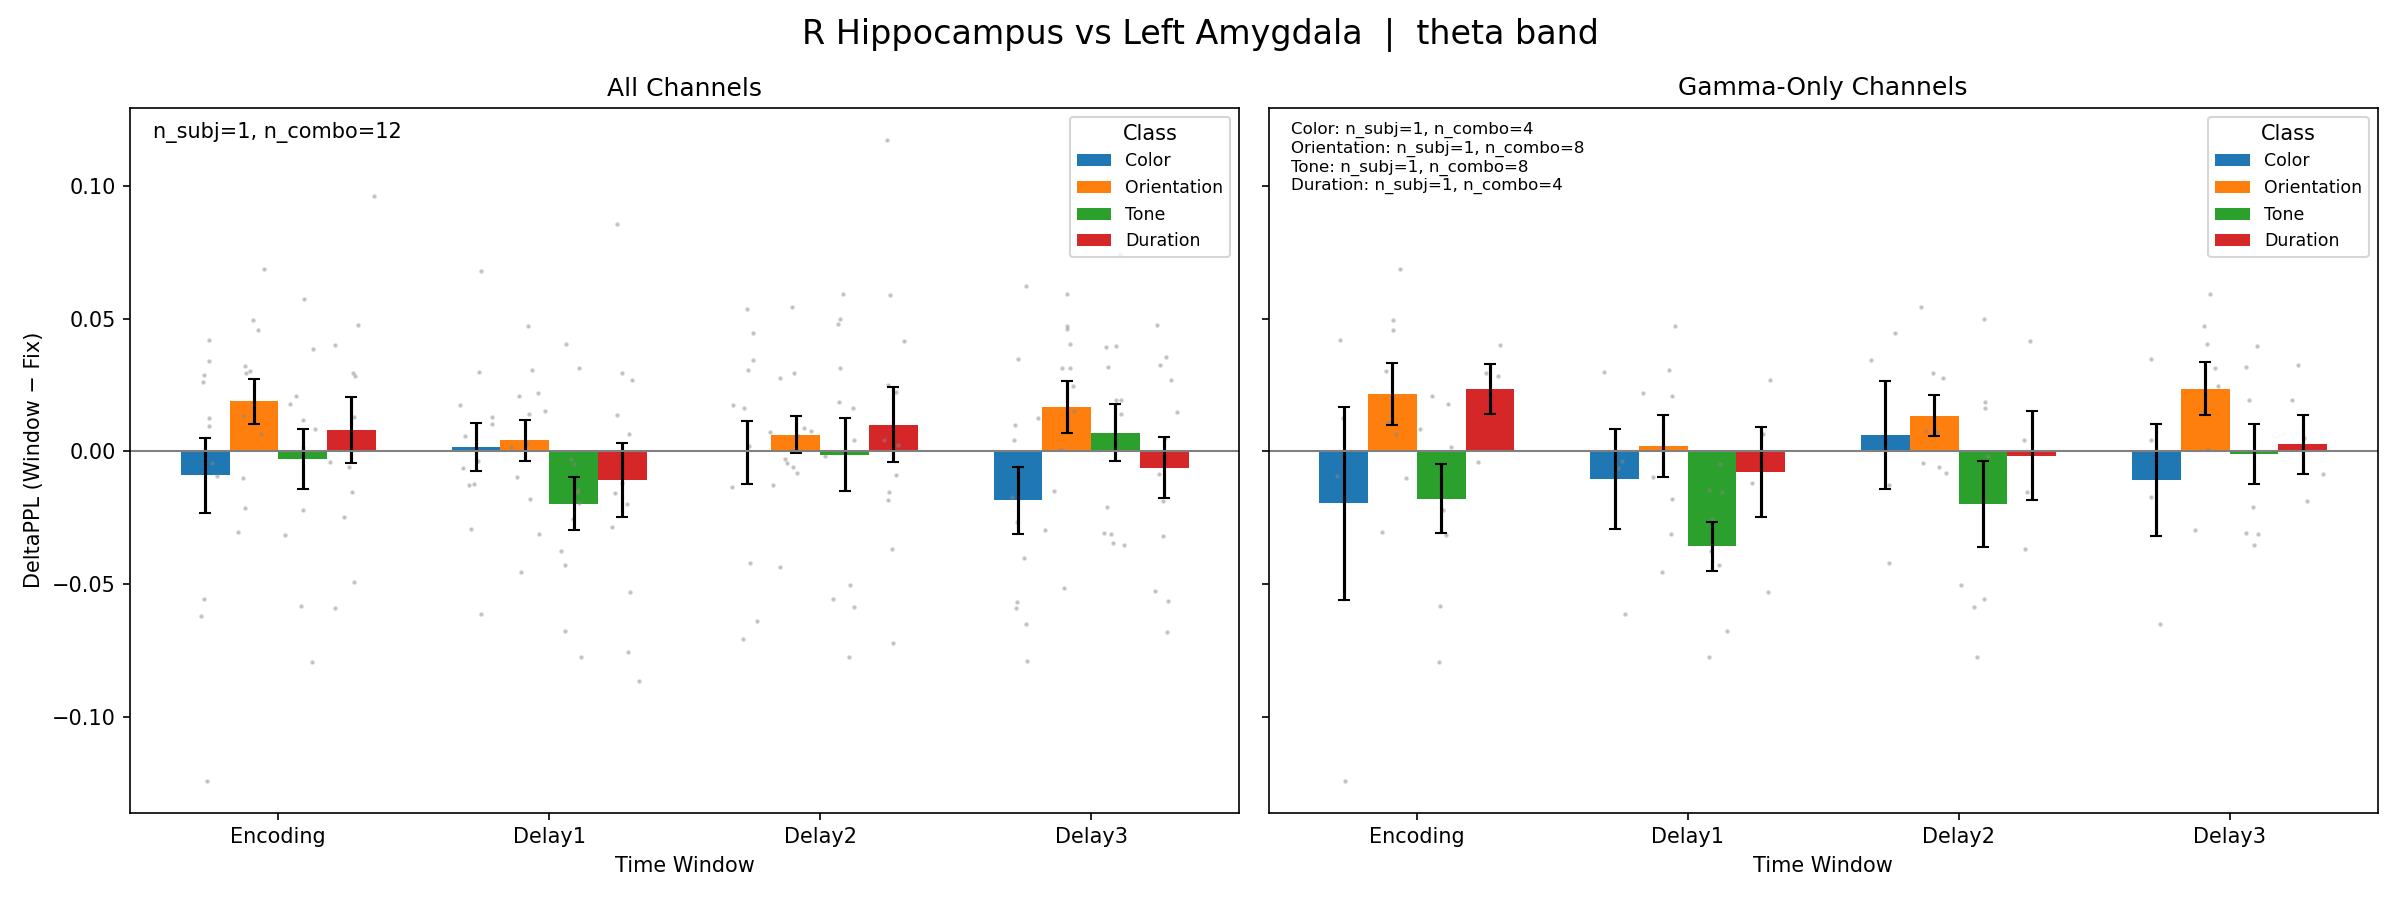 R Hippocampus vs Left Amygdala | theta band
All Channels
n_subj=1, n_combo=12
Class
Color
Orientation
Tone
Duration
DeltaPPL (Window − Fix)
0.10
0.05
0.00
−0.05
−0.10
Encoding
Delay1
Delay2
Delay3
Time Window
Gamma-Only Channels
Color: n_subj=1, n_combo=4
Orientation: n_subj=1, n_combo=8
Tone: n_subj=1, n_combo=8
Duration: n_subj=1, n_combo=4
Class
Color
Orientation
Tone
Duration
Encoding
Delay1
Delay2
Delay3
Time Window